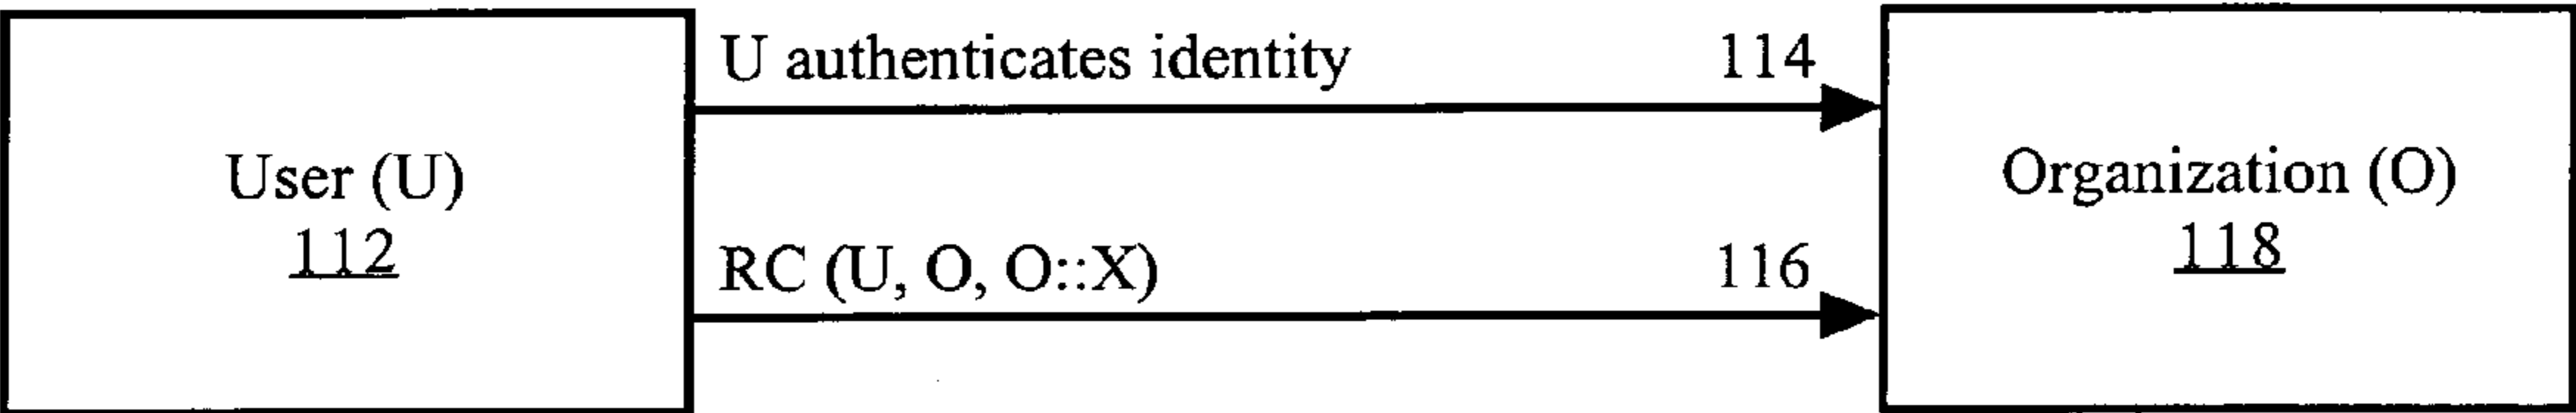 User (U)
112
U authenticates identity 114
RC (U, O, O::X) 116
Organization (O)
118